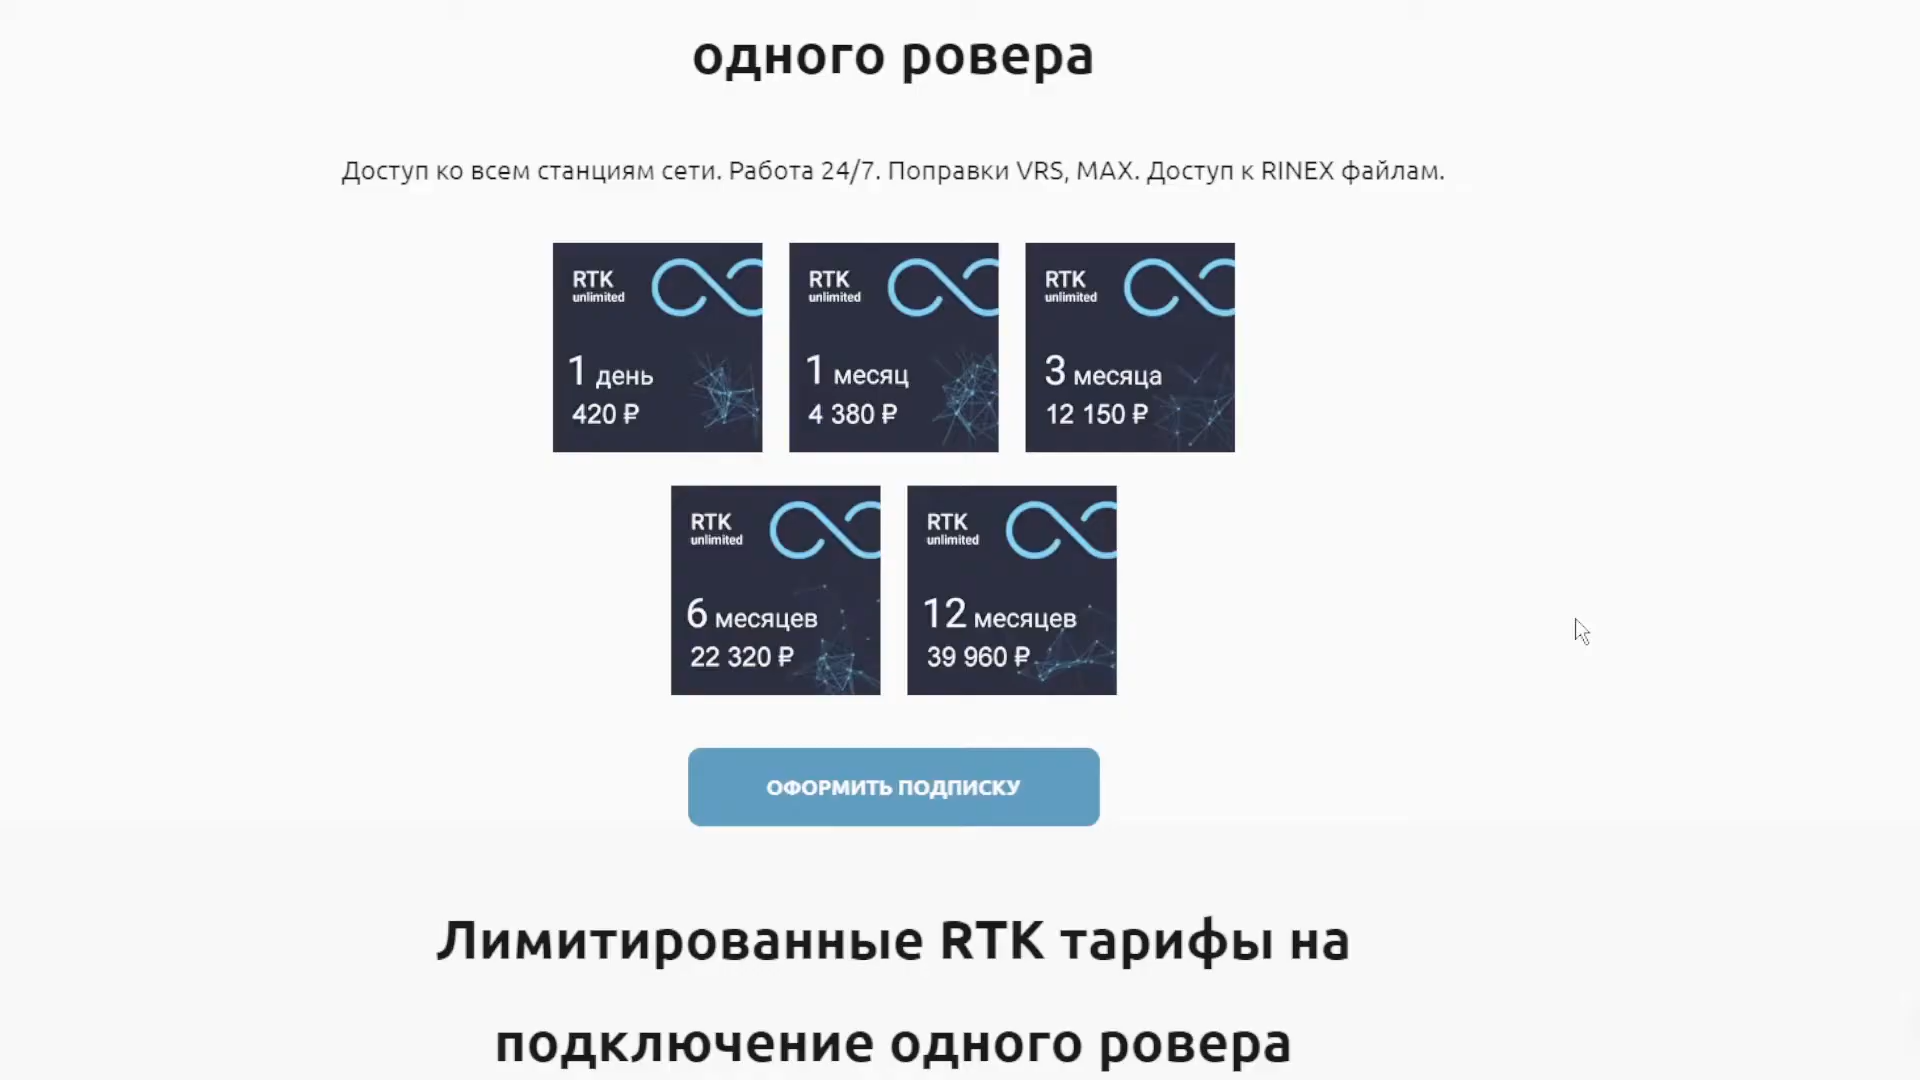 одного ровера
Доступ ко всем станциям сети. Работа 24/7. Поправки VRS, MAX. Доступ к RINEX файлам.
RTK
unlimited
1 день
420 ₽
RTK
unlimited
1 месяц
4 380 ₽
RTK
unlimited
3 месяца
12 150 ₽
RTK
unlimited
6 месяцев
22 320 ₽
RTK
unlimited
12 месяцев
39 960 ₽
ОФОРМИТЬ ПОДПИСКУ
Лимитированные RTK тарифы на
подключение одного ровера